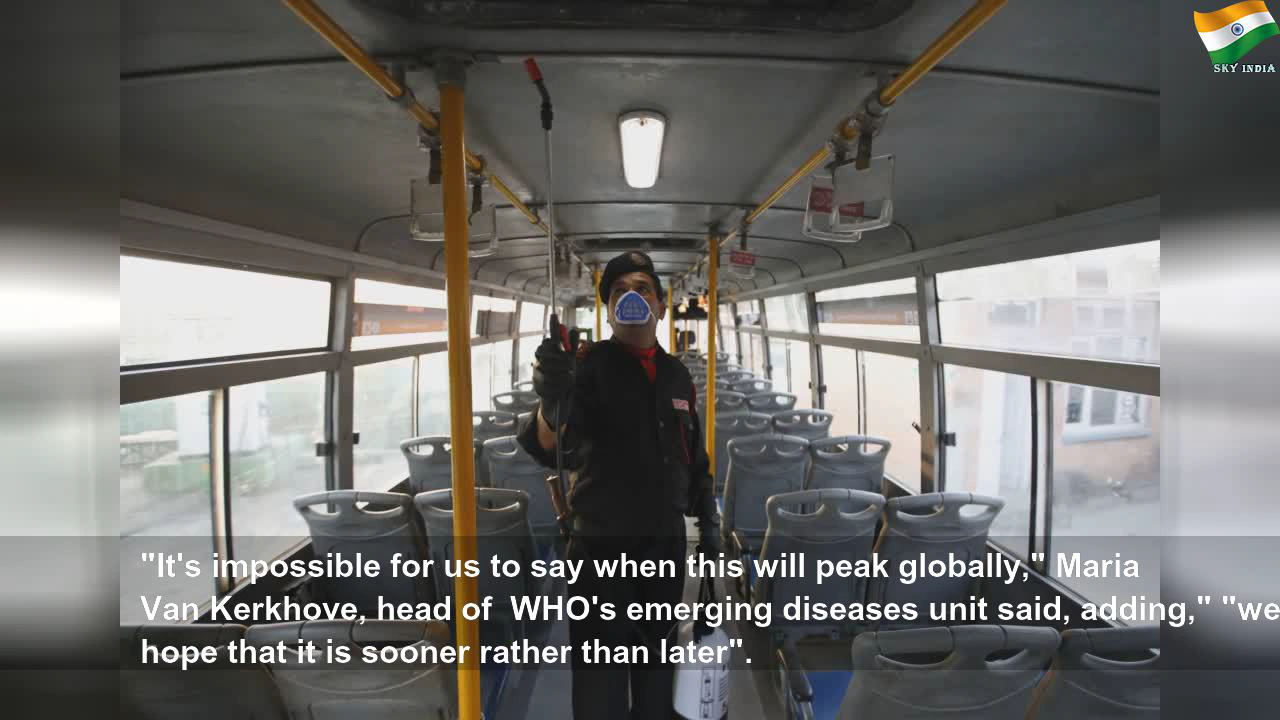 SKY INDIA
"It's impossible for us to say when this will peak globally," Maria
Van Kerkhove, head of  WHO's emerging diseases unit said, adding," "we
hope that it is sooner rather than later".